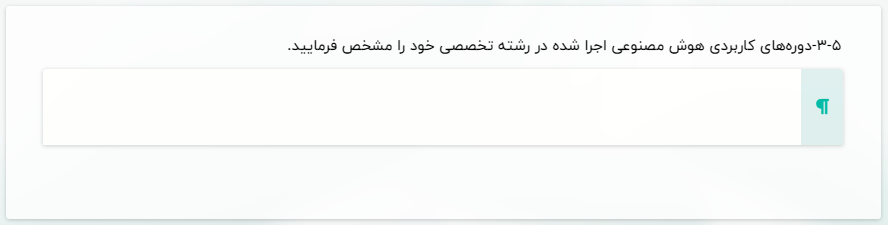 ۳-۵-دوره‌های کاربردی هوش مصنوعی اجرا شده در رشته تخصصی خود را مشخص فرمایید.
¶